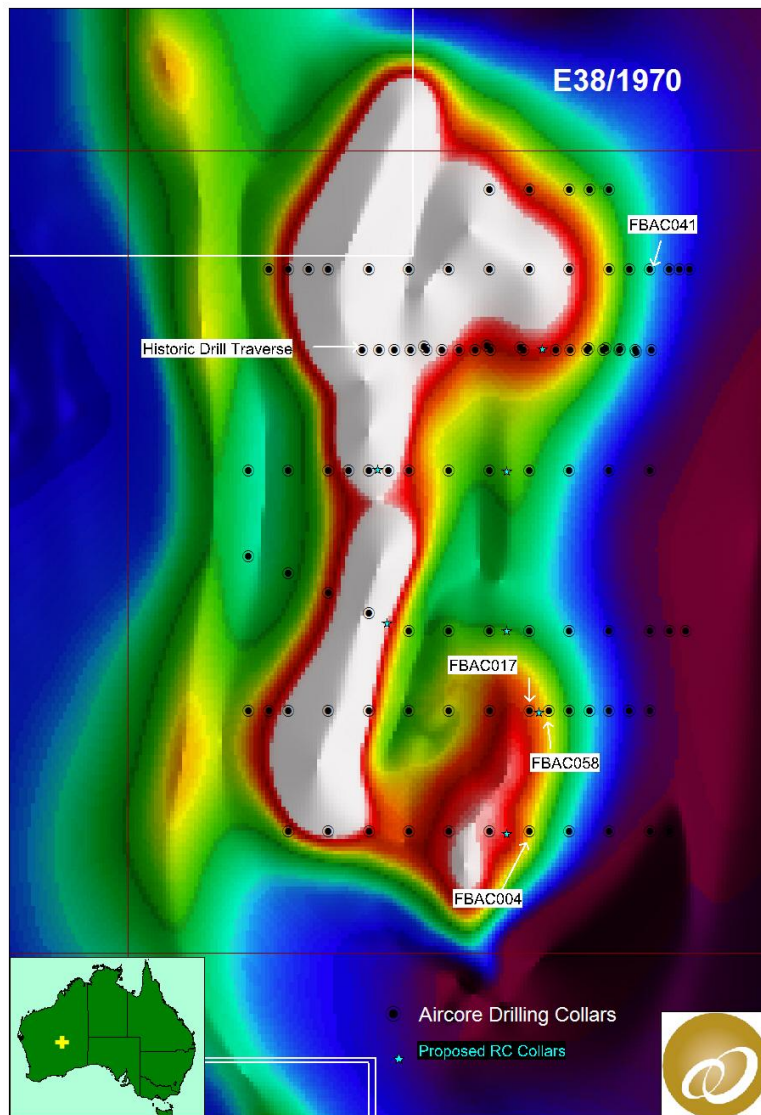 E38/1970
FBAC041
Historic Drill Traverse
FBAC017
FBAC058
FBAC004
Aircore Drilling Collars
Proposed RC Collars